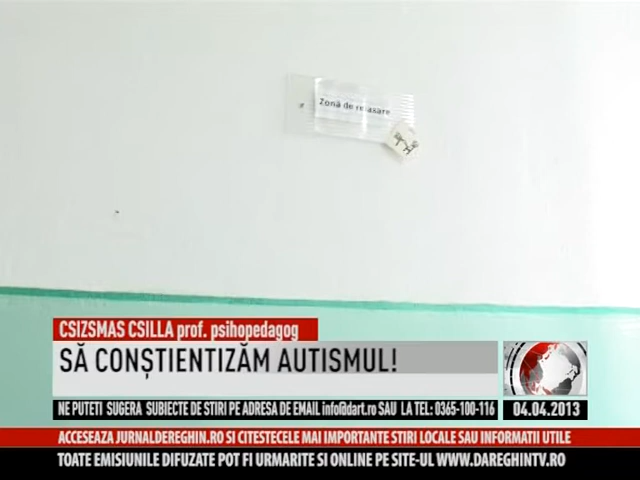 Zonă de relaxare
CSIZSMAS CSILLA prof. psihopedagog
SĂ CONȘTIENTIZĂM AUTISMUL!
NE PUTETI SUGERA SUBIECTE DE STIRI PE ADRESA DE EMAIL info@dart.ro SAU LA TEL: 0365-100-116
04.04.2013
ACCESEAZA JURNALDEREGHIN.RO SI CITESTECELE MAI IMPORTANTE STIRI LOCALE SAU INFORMATII UTILE
TOATE EMISIUNILE DIFUZATE POT FI URMARITE SI ONLINE PE SITE-UL WWW.DAREGHINTV.RO